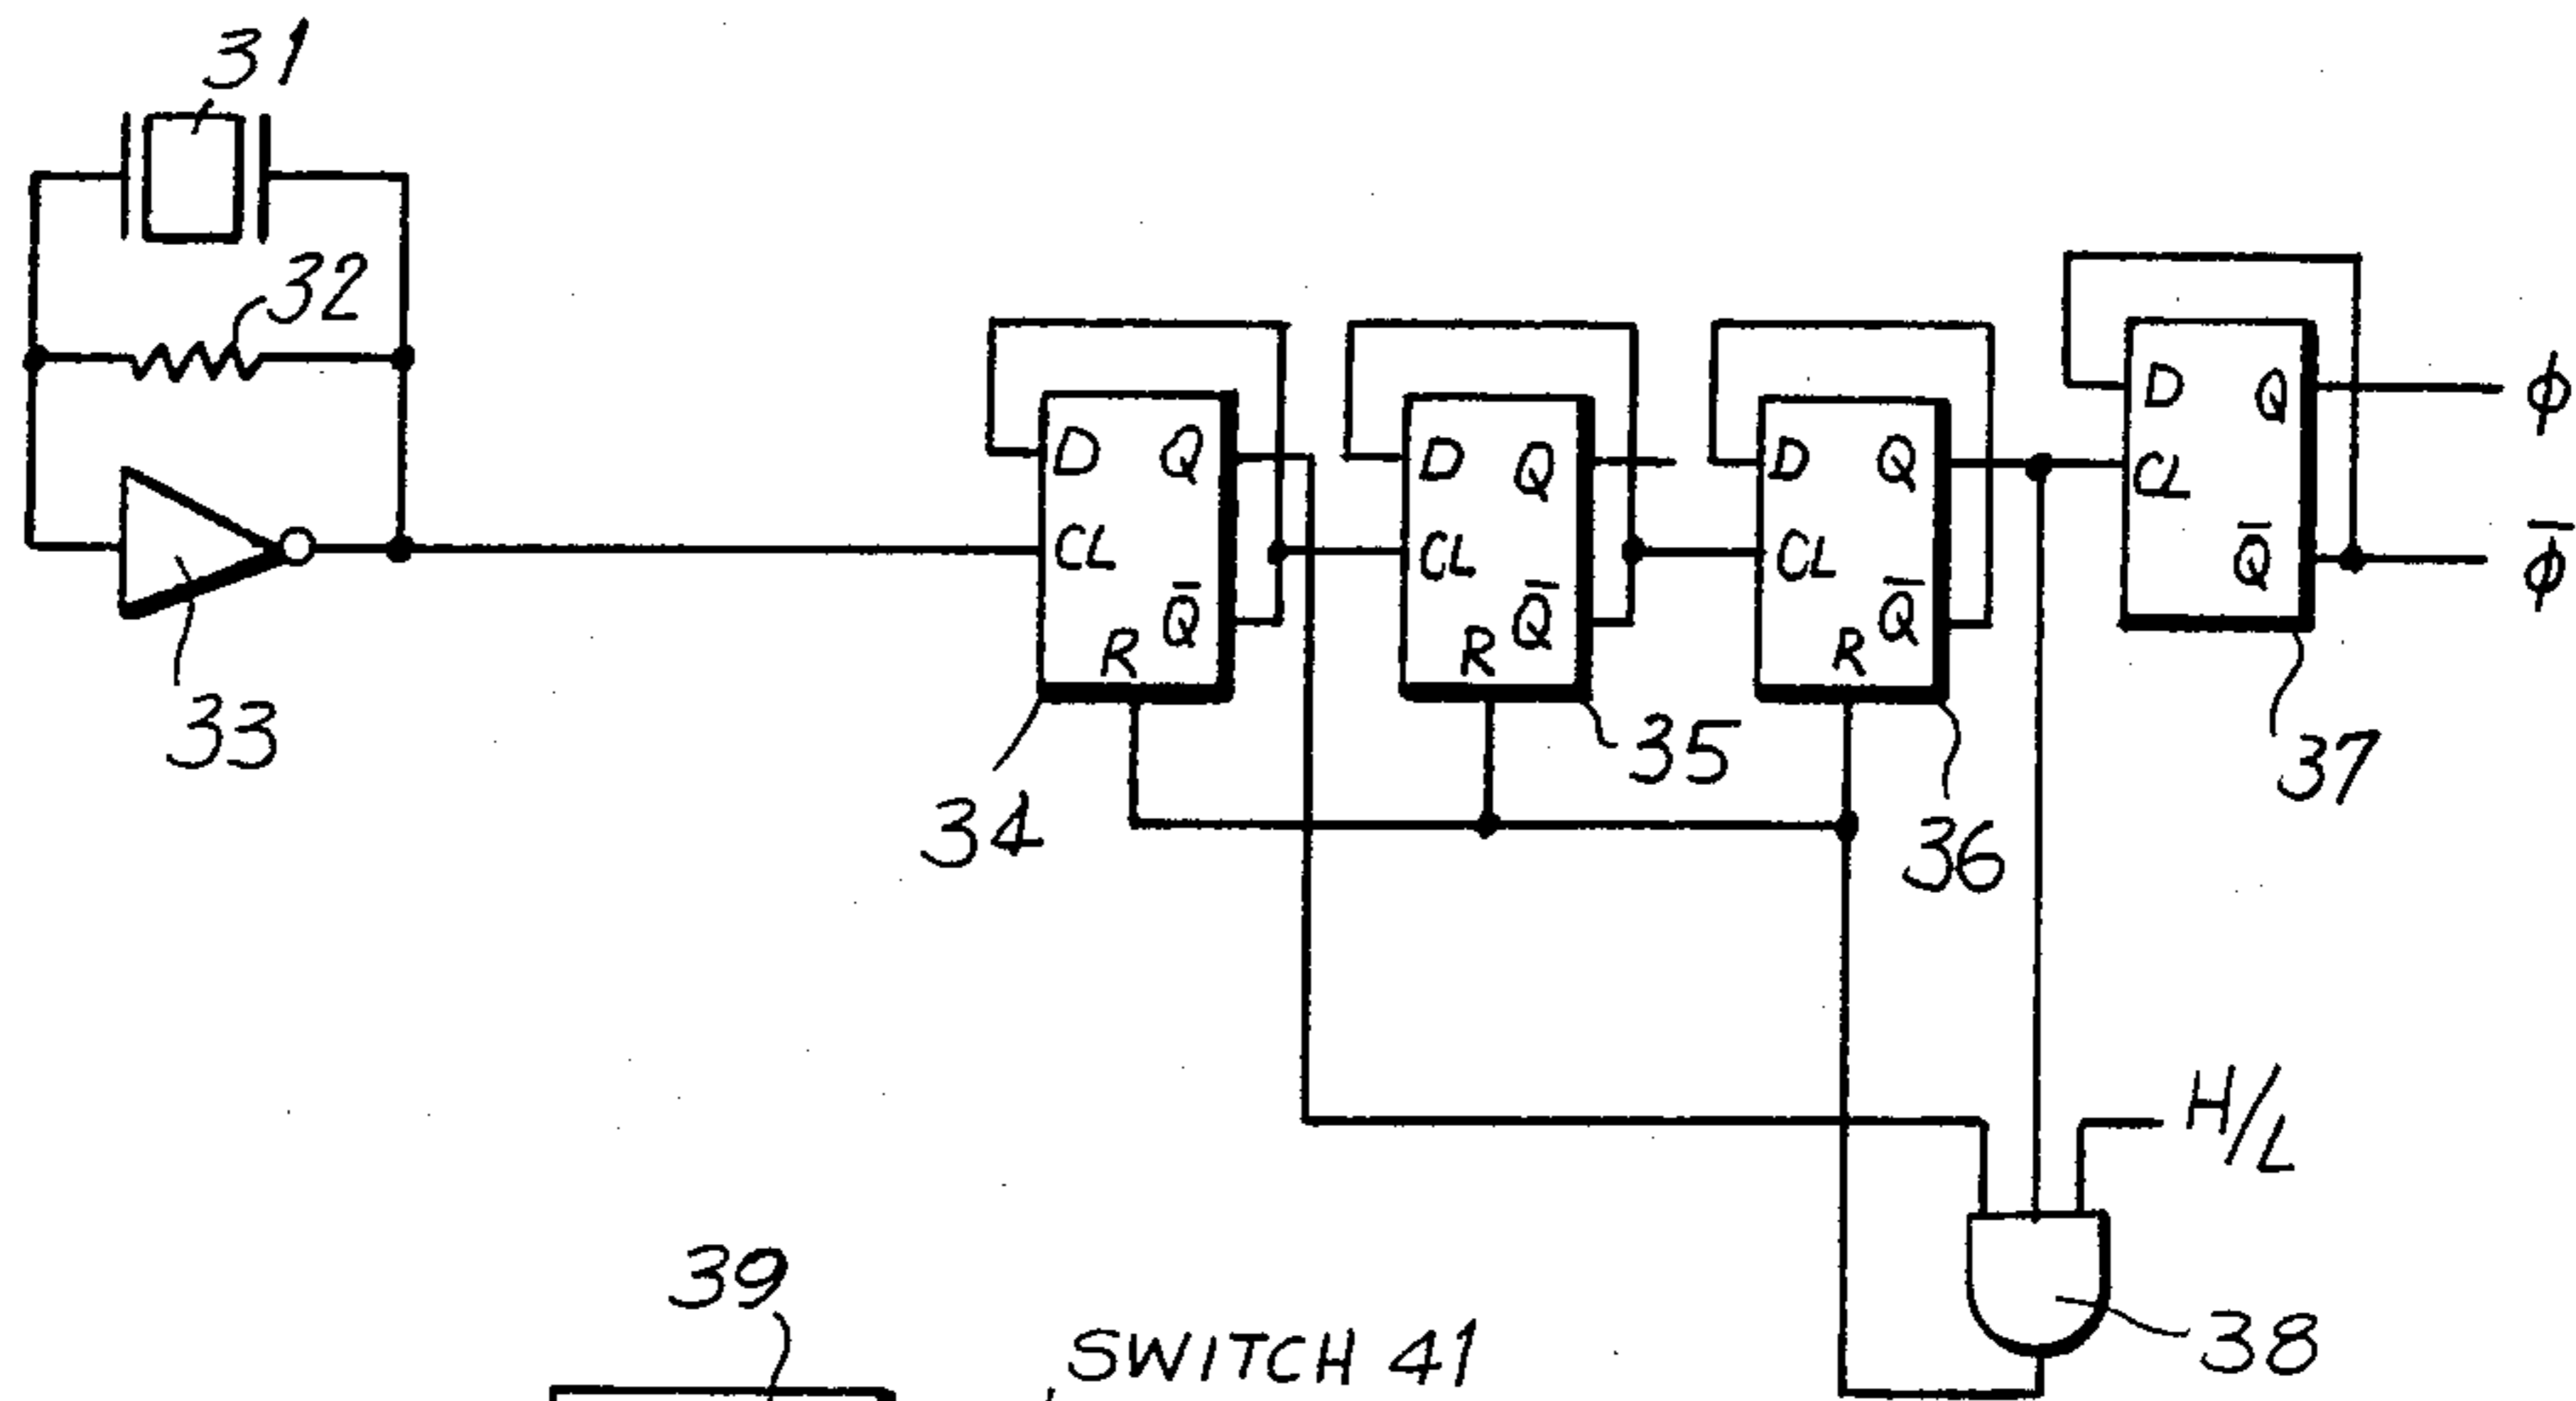 31
32
33
D Q
CL
R Q̅
34
D Q
CL
R Q̅
35
D Q
CL
R Q̅
36
D Q
CL
Q̅
37
ϕ
ϕ̅
H/L
38
39
SWITCH 41